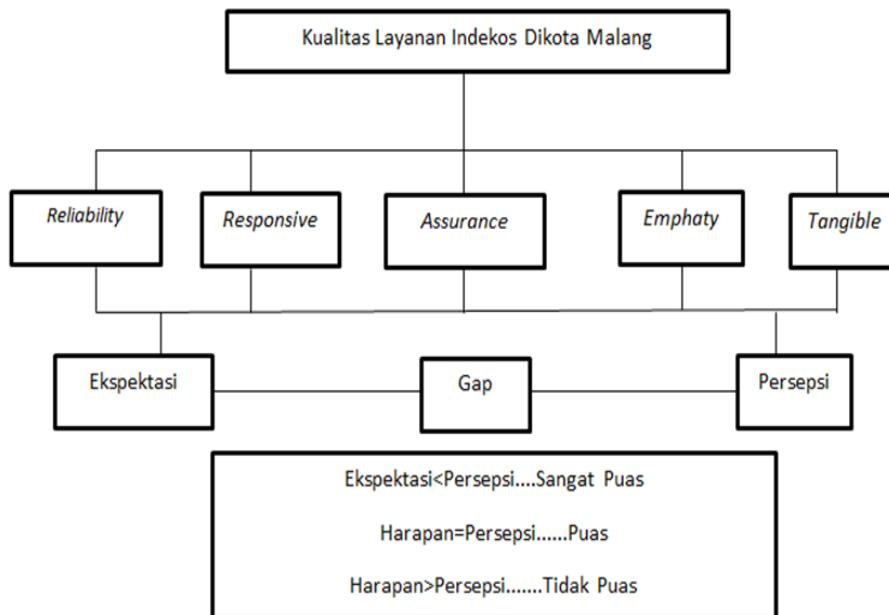 Kualitas Layanan Indekos Dikota Malang
Reliability
Responsive
Assurance
Emphaty
Tangible
Ekspektasi
Gap
Persepsi
Ekspektasi<Persepsi....Sangat Puas
Harapan=Persepsi......Puas
Harapan>Persepsi.......Tidak Puas